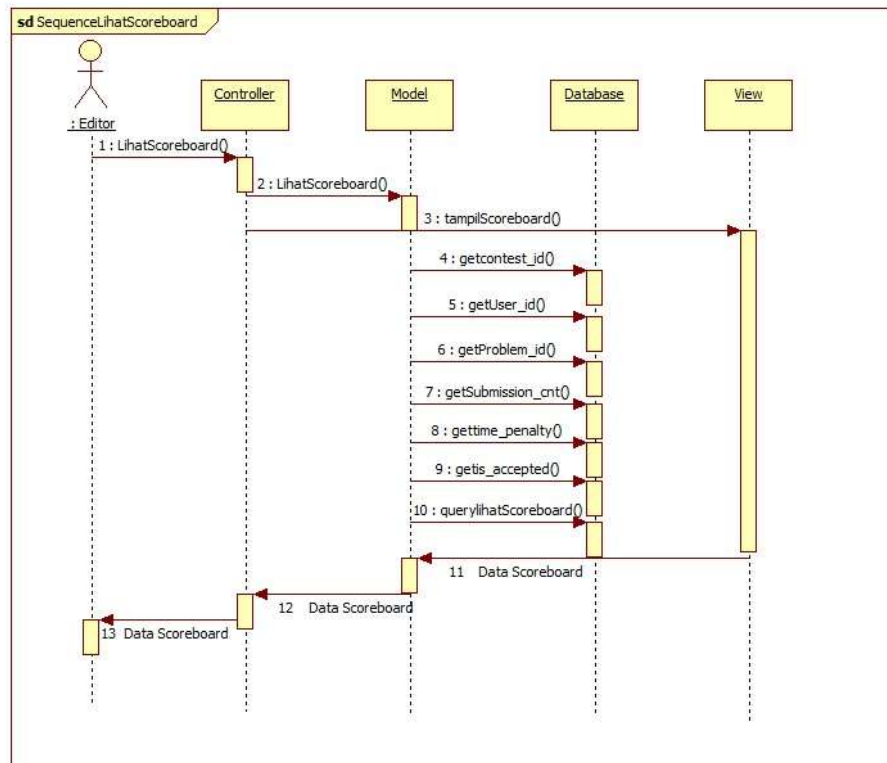 sd SequenceLihatScoreboard
: Editor
Controller
Model
Database
View
1 : LihatScoreboard()
2 : LihatScoreboard()
3 : tampilScoreboard()
4 : getcontest_id()
5 : getUser_id()
6 : getProblem_id()
7 : getSubmission_cnt()
8 : gettime_penalty()
9 : getis_accepted()
10 : querylihatScoreboard()
11 Data Scoreboard
12 Data Scoreboard
13 Data Scoreboard